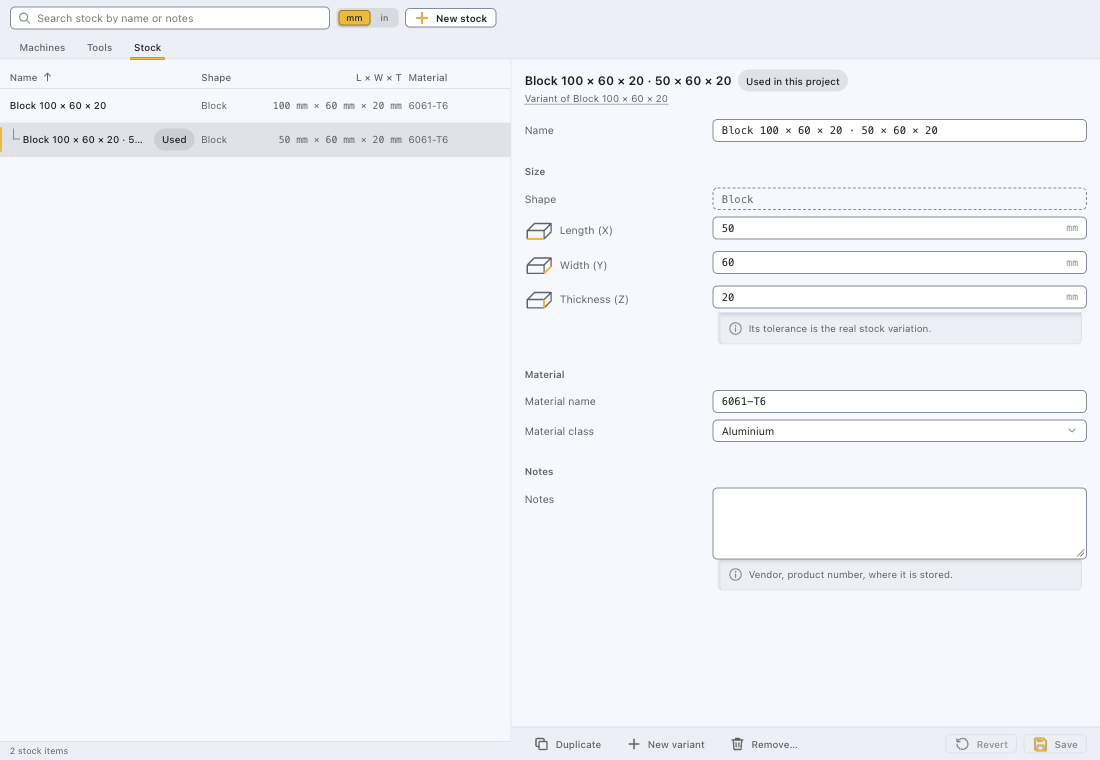 Search stock by name or notes
mm
in
New stock
Machines
Tools
Stock
Name
Shape
L × W × T
Material
Block 100 × 60 × 20
Block
100 mm × 60 mm × 20 mm
6061-T6
Block 100 × 60 × 20 · 5...
Used
Block
50 mm × 60 mm × 20 mm
6061-T6
2 stock items
Block 100 × 60 × 20 · 50 × 60 × 20
Used in this project
Variant of Block 100 × 60 × 20
Name
Block 100 × 60 × 20 · 50 × 60 × 20
Size
Shape
Block
Length (X)
50
mm
Width (Y)
60
mm
Thickness (Z)
20
mm
Its tolerance is the real stock variation.
Material
Material name
6061-T6
Material class
Aluminium
Notes
Notes
Vendor, product number, where it is stored.
Duplicate
New variant
Remove...
Revert
Save